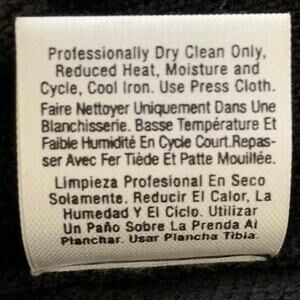 Professionally Dry Clean Only,
Reduced Heat, Moisture and
Cycle, Cool Iron. Use Press Cloth.
Faire Nettoyer Uniquement Dans Une
Blanchisserie. Basse Température Et
Faible Humidité En Cycle Court.Repas-
ser Avec Fer Tiède Et Patte Mouillée.
Limpieza Profesional En Seco
Solamente. Reducir El Calor, La
Humedad Y El Ciclo. Utilizar
Un Paño Sobre La Prenda Al
Planchar. Usar Plancha Tibia.